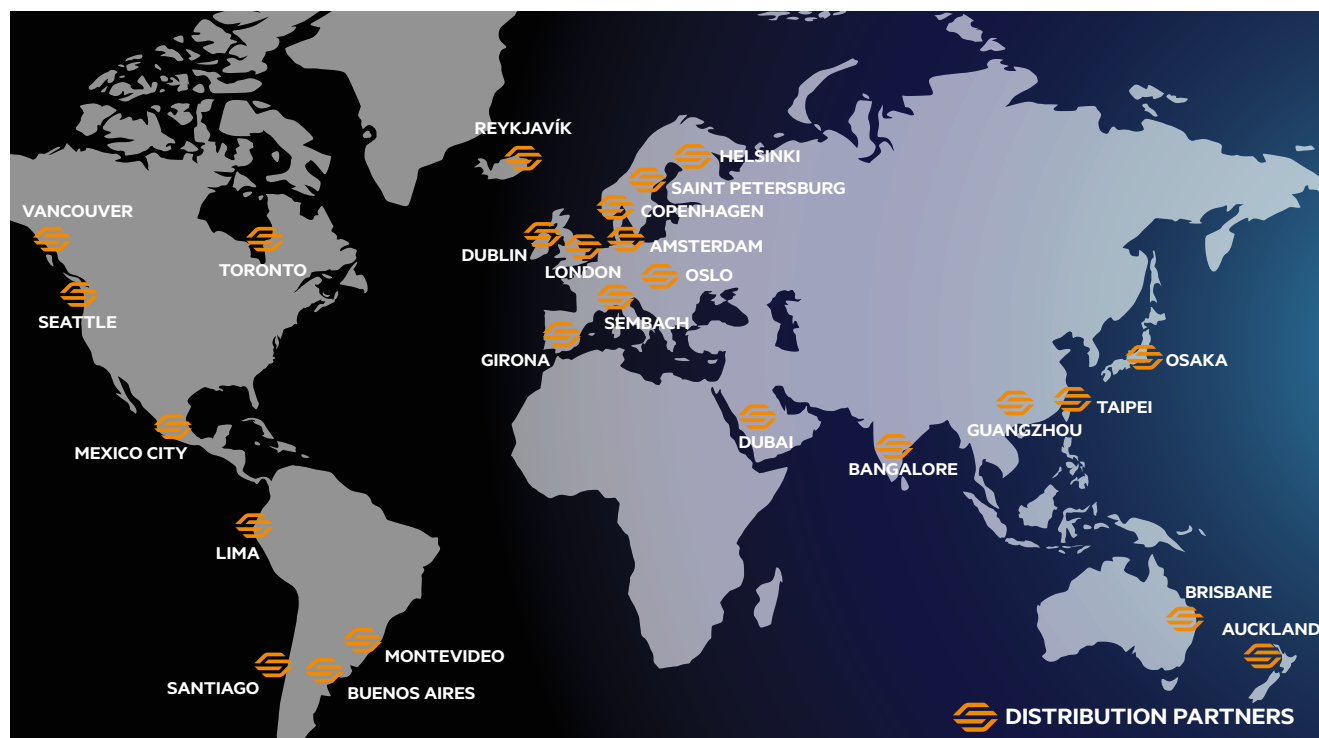 REYKJAVÍK
HELSINKI
SAINT PETERSBURG
VANCOUVER
COPENHAGEN
AMSTERDAM
DUBLIN
TORONTO
LONDON
OSLO
SEATTLE
SEMBACH
GIRONA
OSAKA
TAIPEI
GUANGZHOU
DUBAI
MEXICO CITY
BANGALORE
LIMA
BRISBANE
AUCKLAND
MONTEVIDEO
SANTIAGO
BUENOS AIRES
DISTRIBUTION PARTNERS